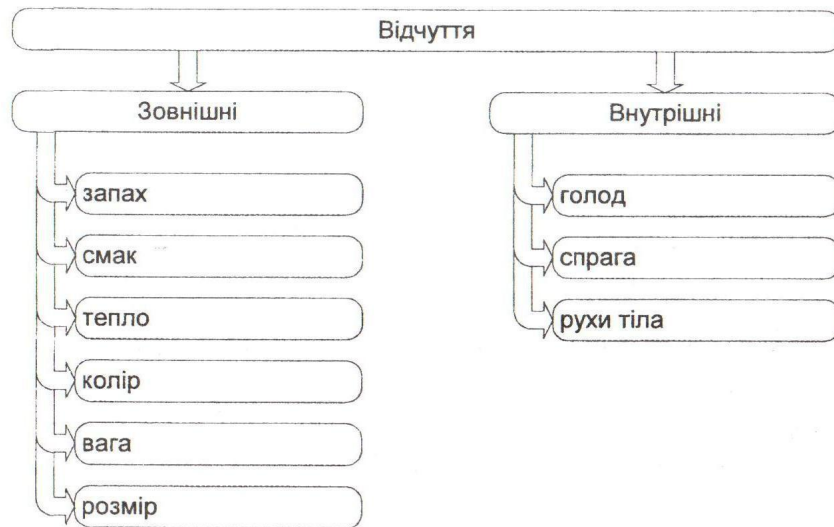 Відчуття
Зовнішні
запах
смак
тепло
колір
вага
розмір
Внутрішні
голод
спрага
рухи тіла